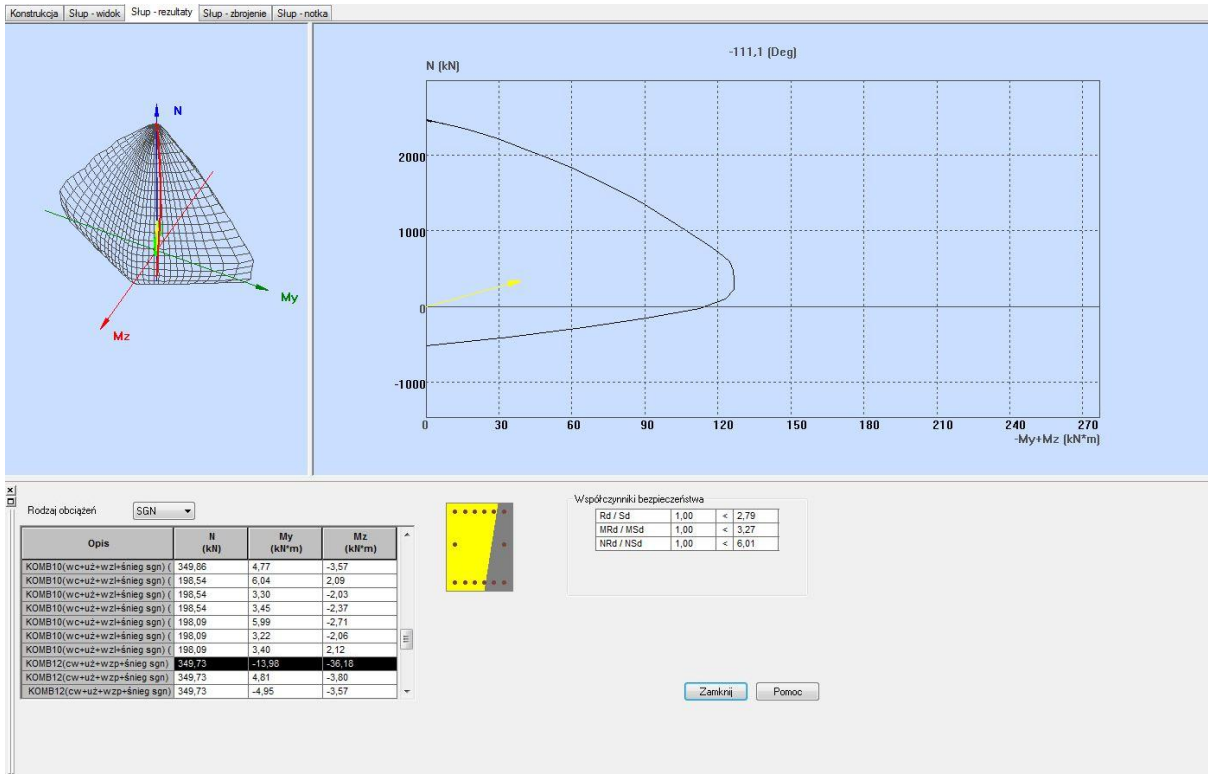 Konstrukcja Słup - widok Słup - rezultaty Słup - zbrojenie Słup - notka
N
My
Mz
-111,1 (Deg)
N (kN)
2000
1000
0
-1000
0 30 60 90 120 150 180 210 240 270
-My+Mz (kN*m)
Rodzaj obciążeń SGN
Opis N (kN) My (kN*m) Mz (kN*m)
KOMB10(wc+uż+wzl+śnieg sgn) ( 349,86 4,77 -3,57
KOMB10(wc+uż+wzl+śnieg sgn) ( 198,54 6,04 2,09
KOMB10(wc+uż+wzl+śnieg sgn) ( 198,54 3,30 -2,03
KOMB10(wc+uż+wzl+śnieg sgn) ( 198,54 3,45 -2,37
KOMB10(wc+uż+wzl+śnieg sgn) ( 198,09 5,99 -2,71
KOMB10(wc+uż+wzl+śnieg sgn) ( 198,09 3,22 -2,06
KOMB10(wc+uż+wzl+śnieg sgn) ( 198,09 3,40 2,12
KOMB12(cw+uż+wzp+śnieg sgn) 349,73 -13,98 -36,18
KOMB12(cw+uż+wzp+śnieg sgn) 349,73 4,81 -3,80
KOMB12(cw+uż+wzp+śnieg sgn) 349,73 -4,95 -3,57
Współczynniki bezpieczeństwa
Rd / Sd 1,00 < 2,79
MRd / MSd 1,00 < 3,27
NRd / NSd 1,00 < 6,01
Zamknij Pomoc